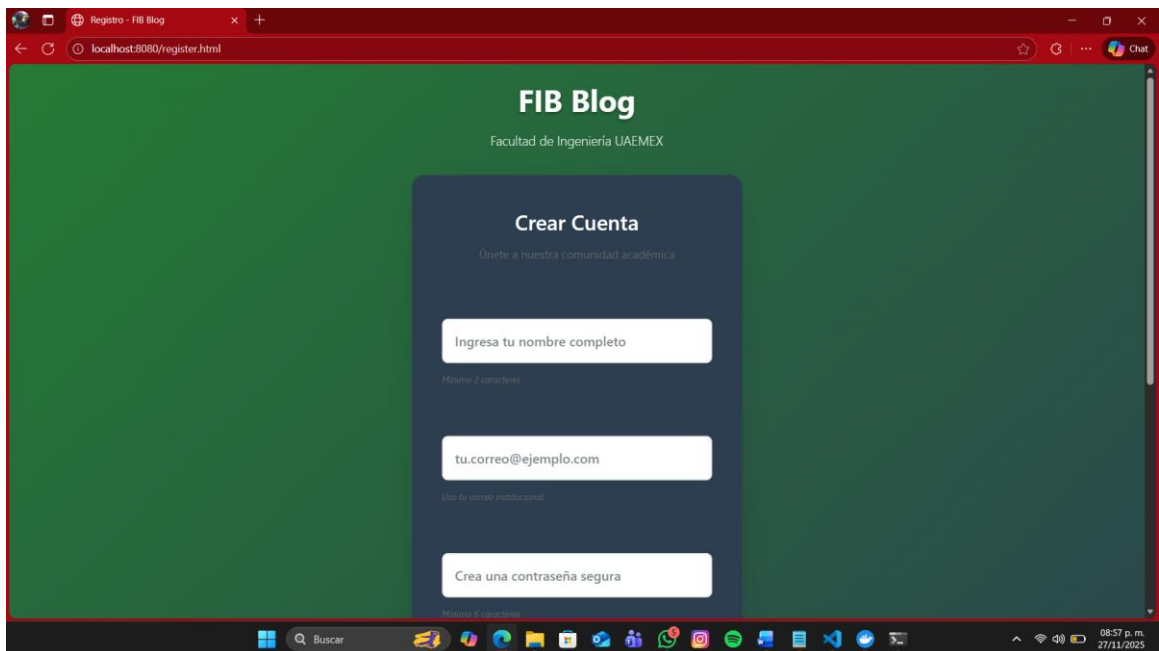 Registro - FIB Blog
localhost:8080/register.html
Chat
FIB Blog
Facultad de Ingeniería UAEMEX
Crear Cuenta
Únete a nuestra comunidad académica
Ingresa tu nombre completo
Mínimo 2 caracteres
tu.correo@ejemplo.com
Usa tu correo institucional
Crea una contraseña segura
Mínimo 6 caracteres
Buscar
5
08:57 p. m.
27/11/2025